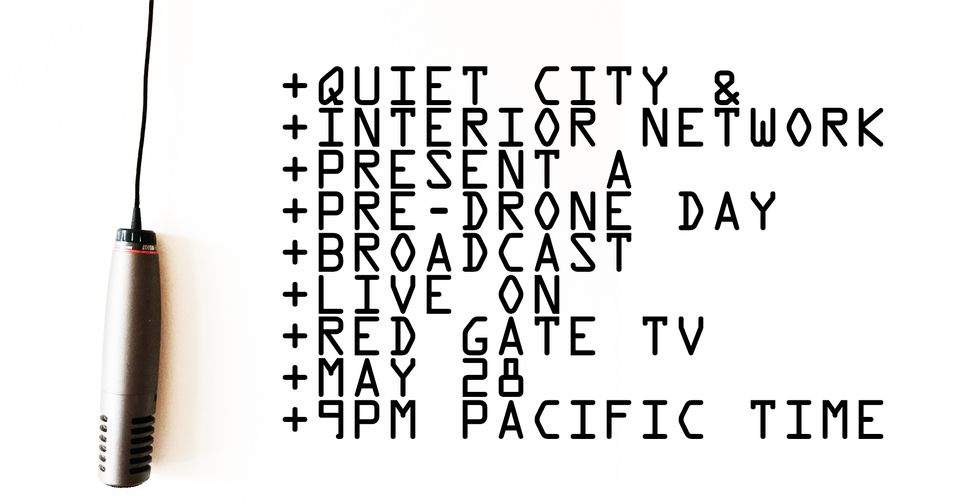 +QUIET CITY &
+INTERIOR NETWORK
+PRESENT A
+PRE-DRONE DAY
+BROADCAST
+LIVE ON
+RED GATE TV
+MAY 28
+9PM PACIFIC TIME